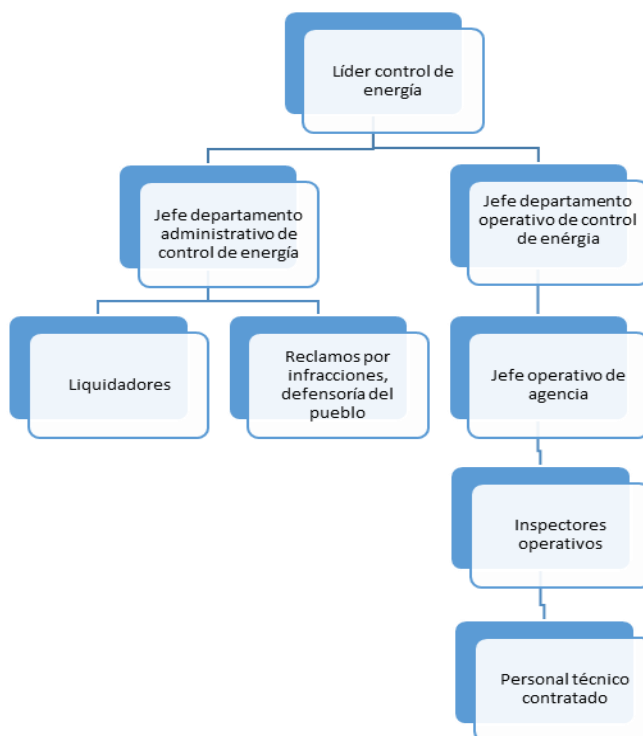 Líder control de
energía
Jefe departamento
administrativo de
control de energía
Jefe departamento
operativo de control
de enérgia
Liquidadores
Reclamos por
infracciones,
defensoría del
pueblo
Jefe operativo de
agencia
Inspectores
operativos
Personal técnico
contratado